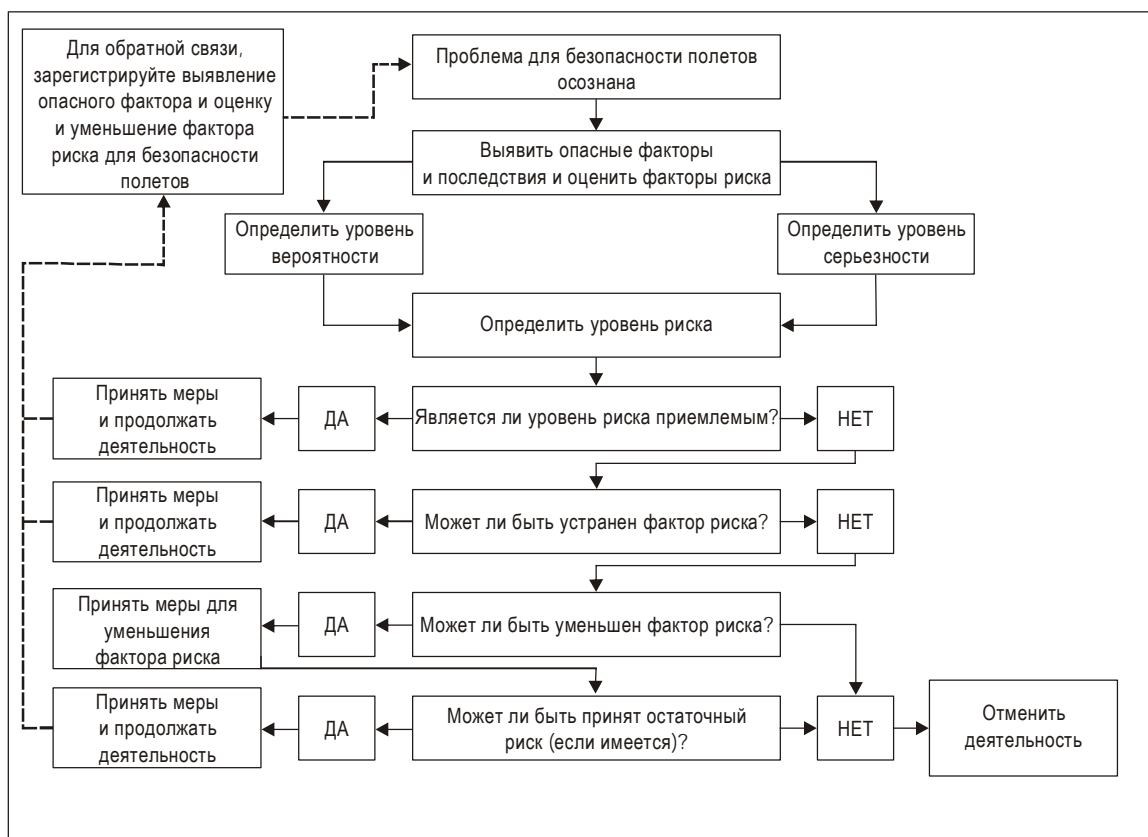 Для обратной связи,
зарегистрируйте выявление
опасного фактора и оценку
и уменьшение фактора
риска для безопасности
полетов
Проблема для безопасности полетов
осознана
Выявить опасные факторы
и последствия и оценить факторы риска
Определить уровень
вероятности
Определить уровень
серьезности
Определить уровень риска
Принять меры
и продолжать
деятельность
ДА
Является ли уровень риска приемлемым?
НЕТ
Принять меры
и продолжать
деятельность
ДА
Может ли быть устранен фактор риска?
НЕТ
Принять меры для
уменьшения
фактора риска
ДА
Может ли быть уменьшен фактор риска?
Принять меры
и продолжать
деятельность
ДА
Может ли быть принят остаточный
риск (если имеется)?
НЕТ
Отменить
деятельность